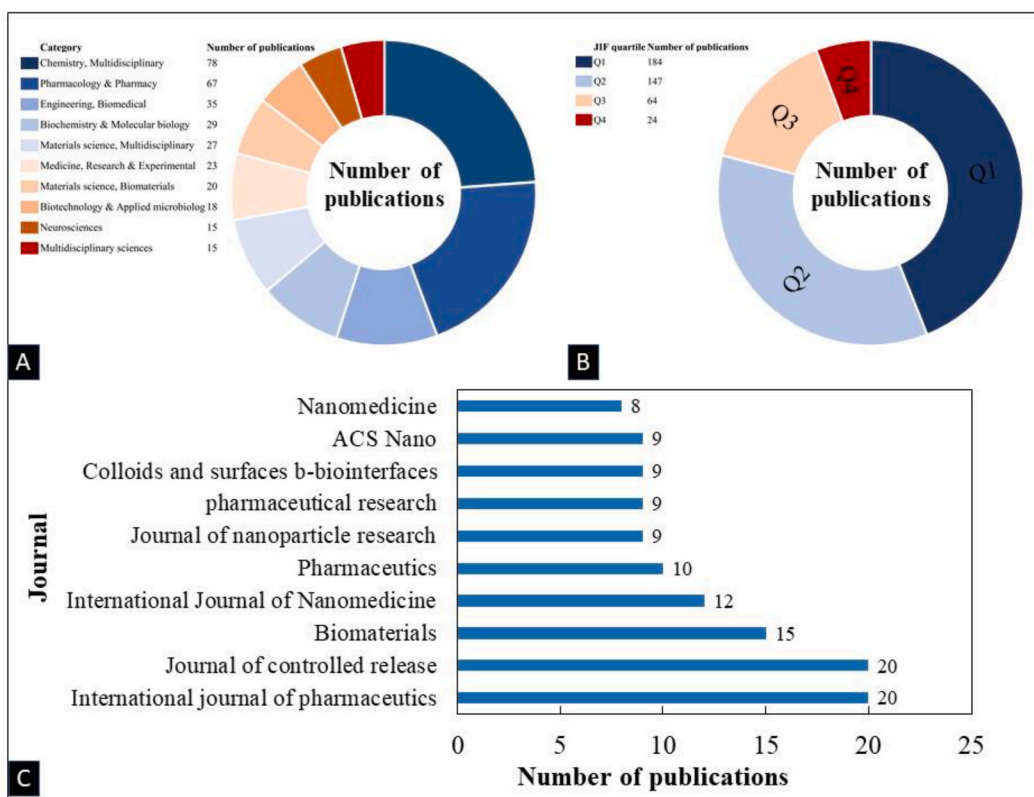 Category Number of publications
Chemistry, Multidisciplinary 78
Pharmacology & Pharmacy 67
Engineering, Biomedical 35
Biochemistry & Molecular biology 29
Materials science, Multidisciplinary 27
Medicine, Research & Experimental 23
Materials science, Biomaterials 20
Biotechnology & Applied microbiolog 18
Neurosciences 15
Multidisciplinary sciences 15
Number of
publications
A
JIF quartile Number of publications
Q1 184
Q2 147
Q3 64
Q4 24
Q4
Q3
Q1
Q2
Number of
publications
B
Journal
Nanomedicine 8
ACS Nano 9
Colloids and surfaces b-biointerfaces 9
pharmaceutical research 9
Journal of nanoparticle research 9
Pharmaceutics 10
International Journal of Nanomedicine 12
Biomaterials 15
Journal of controlled release 20
International journal of pharmaceutics 20
0 5 10 15 20 25
Number of publications
C